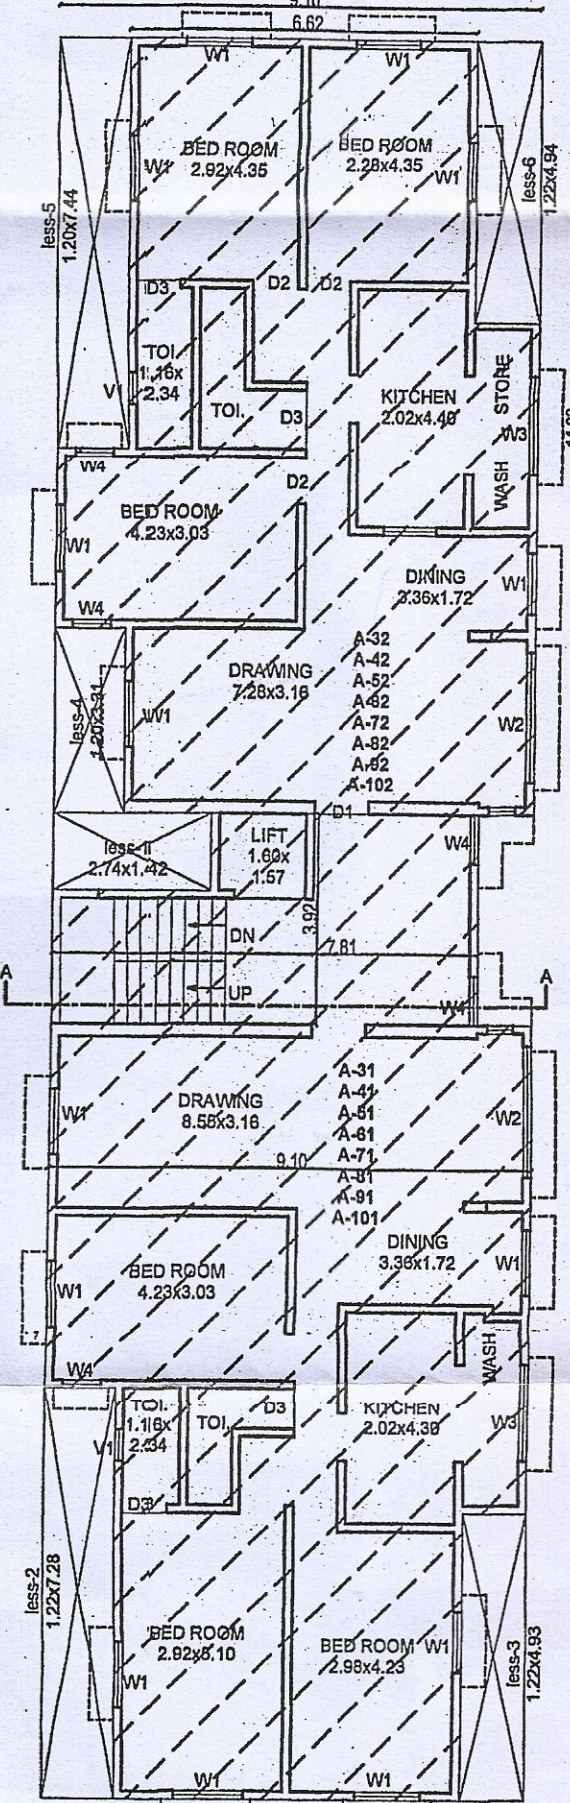 6.62
W1
W1
BED ROOM
2.92x4.35
BED ROOM
2.28x4.35
W1
W1
less-5
1.20x7.44
less-6
1.22x4.94
D3
D2
D2
TOI.
1.16x
2.34
V1
TOI.
D3
KITCHEN
2.02x4.40
WASH STORE
W3
W4
D2
BED ROOM
4.23x3.03
W1
W4
DINING
3.36x1.72
W1
DRAWING
7.28x3.16
W1
W2
less-4
A-32
A-42
A-52
A-62
A-72
A-82
A-92
A-102
D1
less-II
2.74x1.42
LIFT
1.60x
1.57
W4
3.92
DN
7.81
UP
A
A
W4
DRAWING
8.56x3.16
W1
W2
A-31
A-41
A-51
A-61
A-71
A-81
A-91
A-101
9.10
DINING
3.36x1.72
W1
BED ROOM
4.23x3.03
W1
W4
WASH
KITCHEN
2.02x4.30
W3
TOI.
1.16x
2.34
V1
TOI.
D3
D3
less-2
1.22x7.28
BED ROOM
2.92x5.10
W1
BED ROOM
2.98x4.23
W1
less-3
1.22x4.93
W1
W1